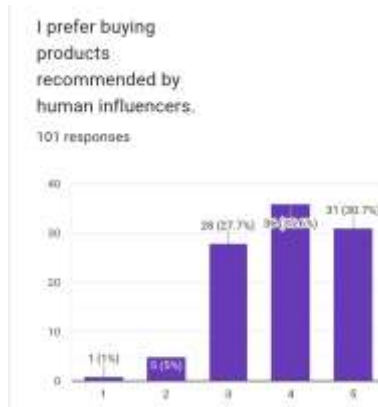 I prefer buying
products
recommended by
human influencers.
101 responses
40
30
20
10
0
1 (1%)
5 (5%)
28 (27.7%)
31 (30.7%)
1
2
3
4
5